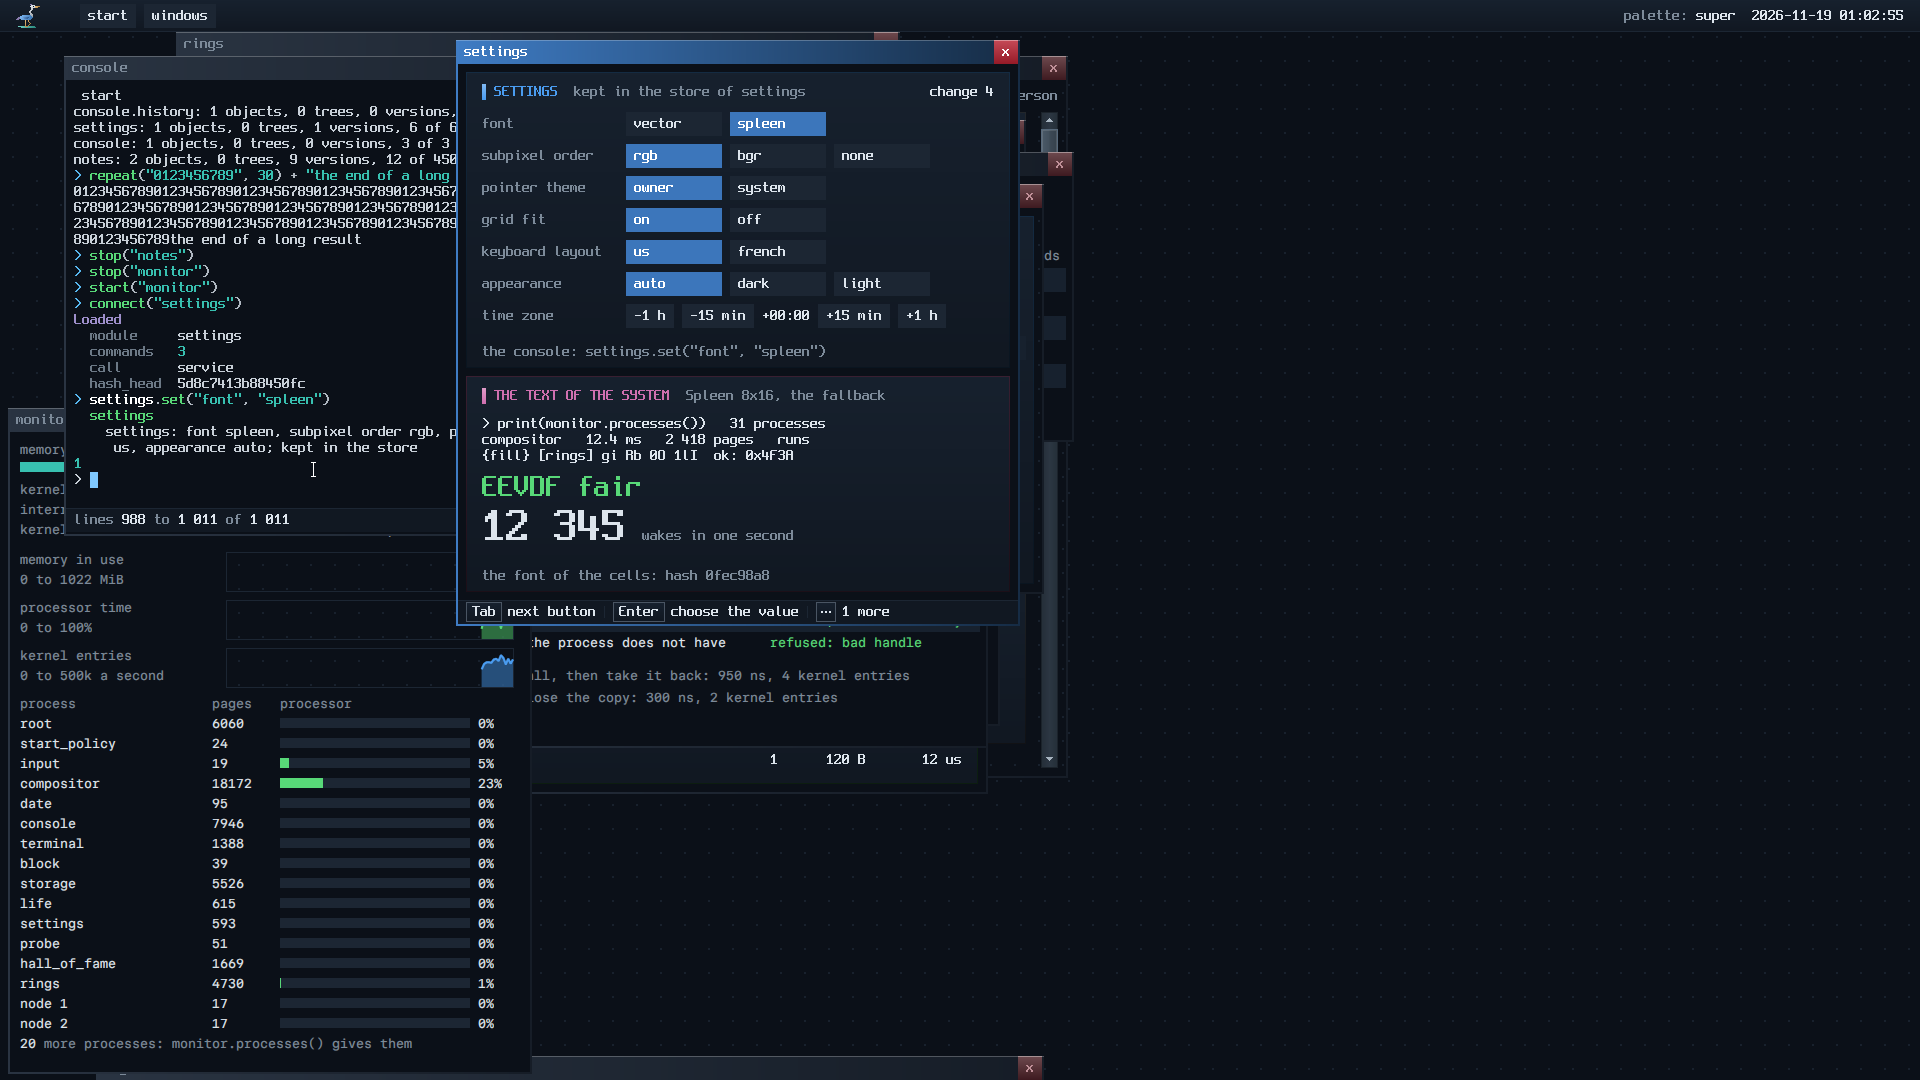 start windows palette: super 2026-11-19 01:02:55
rings
console
start
console.history: 1 objects, 0 trees, 0 versions,
settings: 1 objects, 0 trees, 1 versions, 6 of 6
console: 1 objects, 0 trees, 0 versions, 3 of 3
notes: 2 objects, 0 trees, 9 versions, 12 of 450
> repeat("0123456789", 30) + "the end of a long
012345678901234567890123456789012345678901234567
678901234567890123456789012345678901234567890123
234567890123456789012345678901234567890123456789
890123456789the end of a long result
> stop("notes")
> stop("monitor")
> start("monitor")
> connect("settings")
Loaded
module settings
commands 3
call service
hash_head 5d8c7413b88450fc
> settings.set("font", "spleen")
settings
settings: font spleen, subpixel order rgb, p
us, appearance auto; kept in the store
1
>
lines 988 to 1 011 of 1 011
settings x
SETTINGS kept in the store of settings change 4
font vector spleen
subpixel order rgb bgr none
pointer theme owner system
grid fit on off
keyboard layout us french
appearance auto dark light
time zone -1 h -15 min +00:00 +15 min +1 h
the console: settings.set("font", "spleen")
THE TEXT OF THE SYSTEM Spleen 8x16, the fallback
> print(monitor.processes()) 31 processes
compositor 12.4 ms 2 418 pages runs
{fill} [rings] gi Rb 0O 1lI ok: 0x4F3A
EEVDF fair
12 345 wakes in one second
the font of the cells: hash 0fec98a8
Tab next button Enter choose the value ... 1 more
x
erson
x
x
ds
the process does not have refused: bad handle
all, then take it back: 950 ns, 4 kernel entries
lose the copy: 300 ns, 2 kernel entries
1 120 B 12 us
x
monito
memory
kernel
inter
kernel
memory in use
0 to 1022 MiB
processor time
0 to 100%
kernel entries
0 to 500k a second
process pages processor
root 6060 0%
start_policy 24 0%
input 19 5%
compositor 18172 23%
date 95 0%
console 7946 0%
terminal 1388 0%
block 39 0%
storage 5526 0%
life 615 0%
settings 593 0%
probe 51 0%
hall_of_fame 1669 0%
rings 4730 1%
node 1 17 0%
node 2 17 0%
20 more processes: monitor.processes() gives them